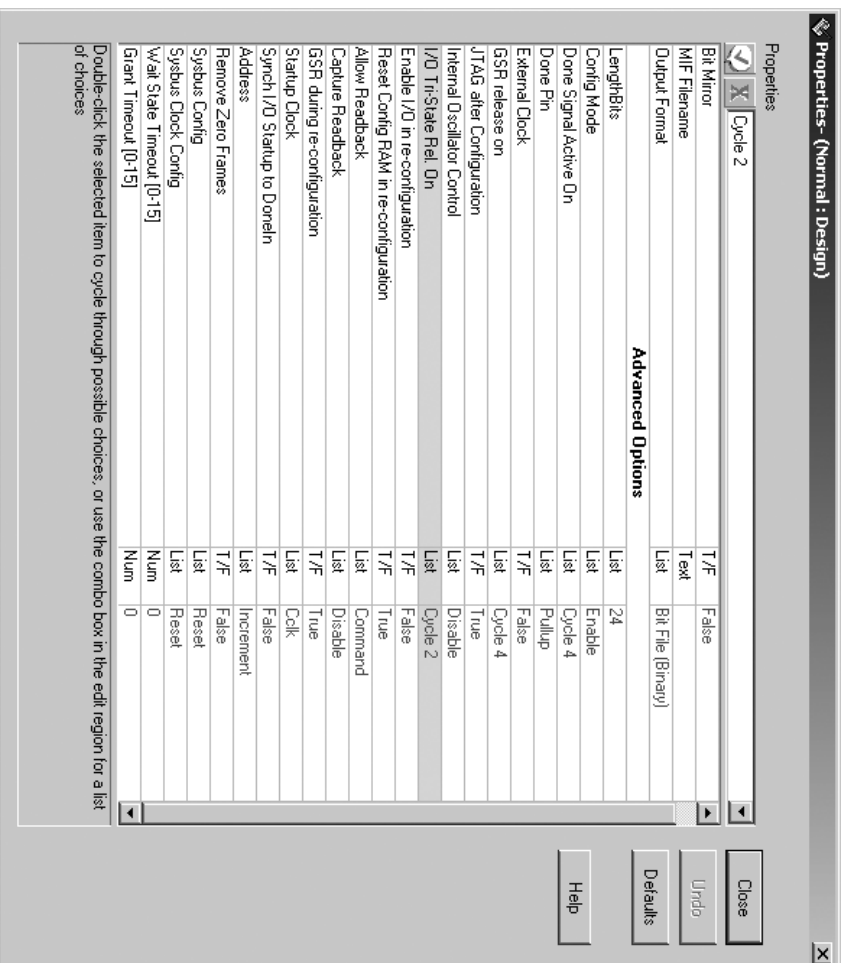 Properties- (Normal : Design)
Properties
Cycle 2
Bit Mirror T/F False
MIF Filename Text
Output Format List Bit File (Binary)
Advanced Options
LengthBits List 24
Config Mode List Enable
Done Signal Active On List Cycle 4
Done Pin List Pullup
External Clock T/F False
GSR release on List Cycle 4
JTAG after Configuration T/F True
Internal Oscillator Control List Disable
I/O Tri-State Rel. On List Cycle 2
Enable I/O in re-configuration T/F False
Reset Config RAM in re-configuration T/F True
Allow Readback List Command
Capture Readback List Disable
GSR during re-configuration T/F True
Startup Clock List Cclk
Synch I/O Startup to DoneIn T/F False
Address List Increment
Remove Zero Frames T/F False
Sysbus Config List Reset
Sysbus Clock Config List Reset
Wait State Timeout [0-15] Num 0
Grant Timeout [0-15] Num 0
Double-click the selected item to cycle through possible choices, or use the combo box in the edit region for a list
of choices
Close
Undo
Defaults
Help